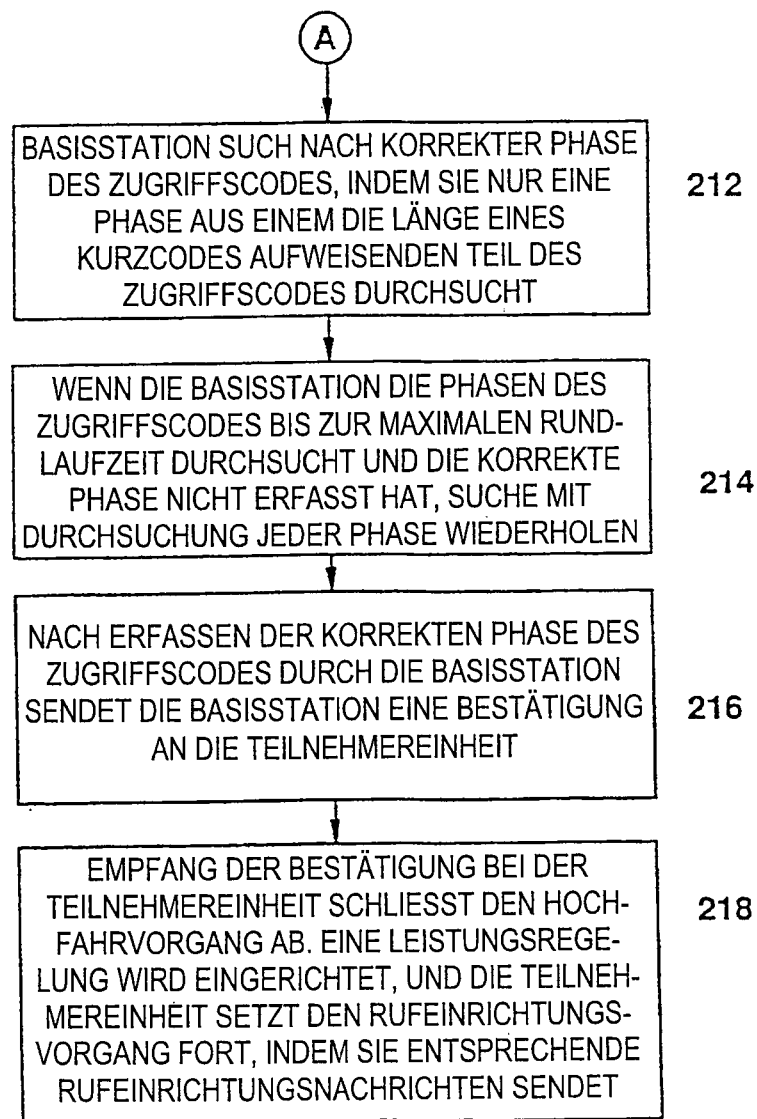 A
BASISSTATION SUCH NACH KORREKTER PHASE
DES ZUGRIFFSCODES, INDEM SIE NUR EINE
PHASE AUS EINEM DIE LÄNGE EINES
KURZCODES AUFWEISENDEN TEIL DES
ZUGRIFFSCODES DURCHSUCHT
212
WENN DIE BASISSTATION DIE PHASEN DES
ZUGRIFFSCODES BIS ZUR MAXIMALEN RUND-
LAUFZEIT DURCHSUCHT UND DIE KORREKTE
PHASE NICHT ERFASST HAT, SUCHE MIT
DURCHSUCHUNG JEDER PHASE WIEDERHOLEN
214
NACH ERFASSEN DER KORREKTEN PHASE DES
ZUGRIFFSCODES DURCH DIE BASISSTATION
SENDET DIE BASISSTATION EINE BESTÄTIGUNG
AN DIE TEILNEHMEREINHEIT
216
EMPFANG DER BESTÄTIGUNG BEI DER
TEILNEHMEREINHEIT SCHLIESST DEN HOCH-
FAHRVORGANG AB. EINE LEISTUNGSREGE-
LUNG WIRD EINGERICHTET, UND DIE TEILNEH-
MEREINHEIT SETZT DEN RUFEINRICHTUNGS-
VORGANG FORT, INDEM SIE ENTSPRECHENDE
RUFEINRICHTUNGSNACHRICHTEN SENDET
218